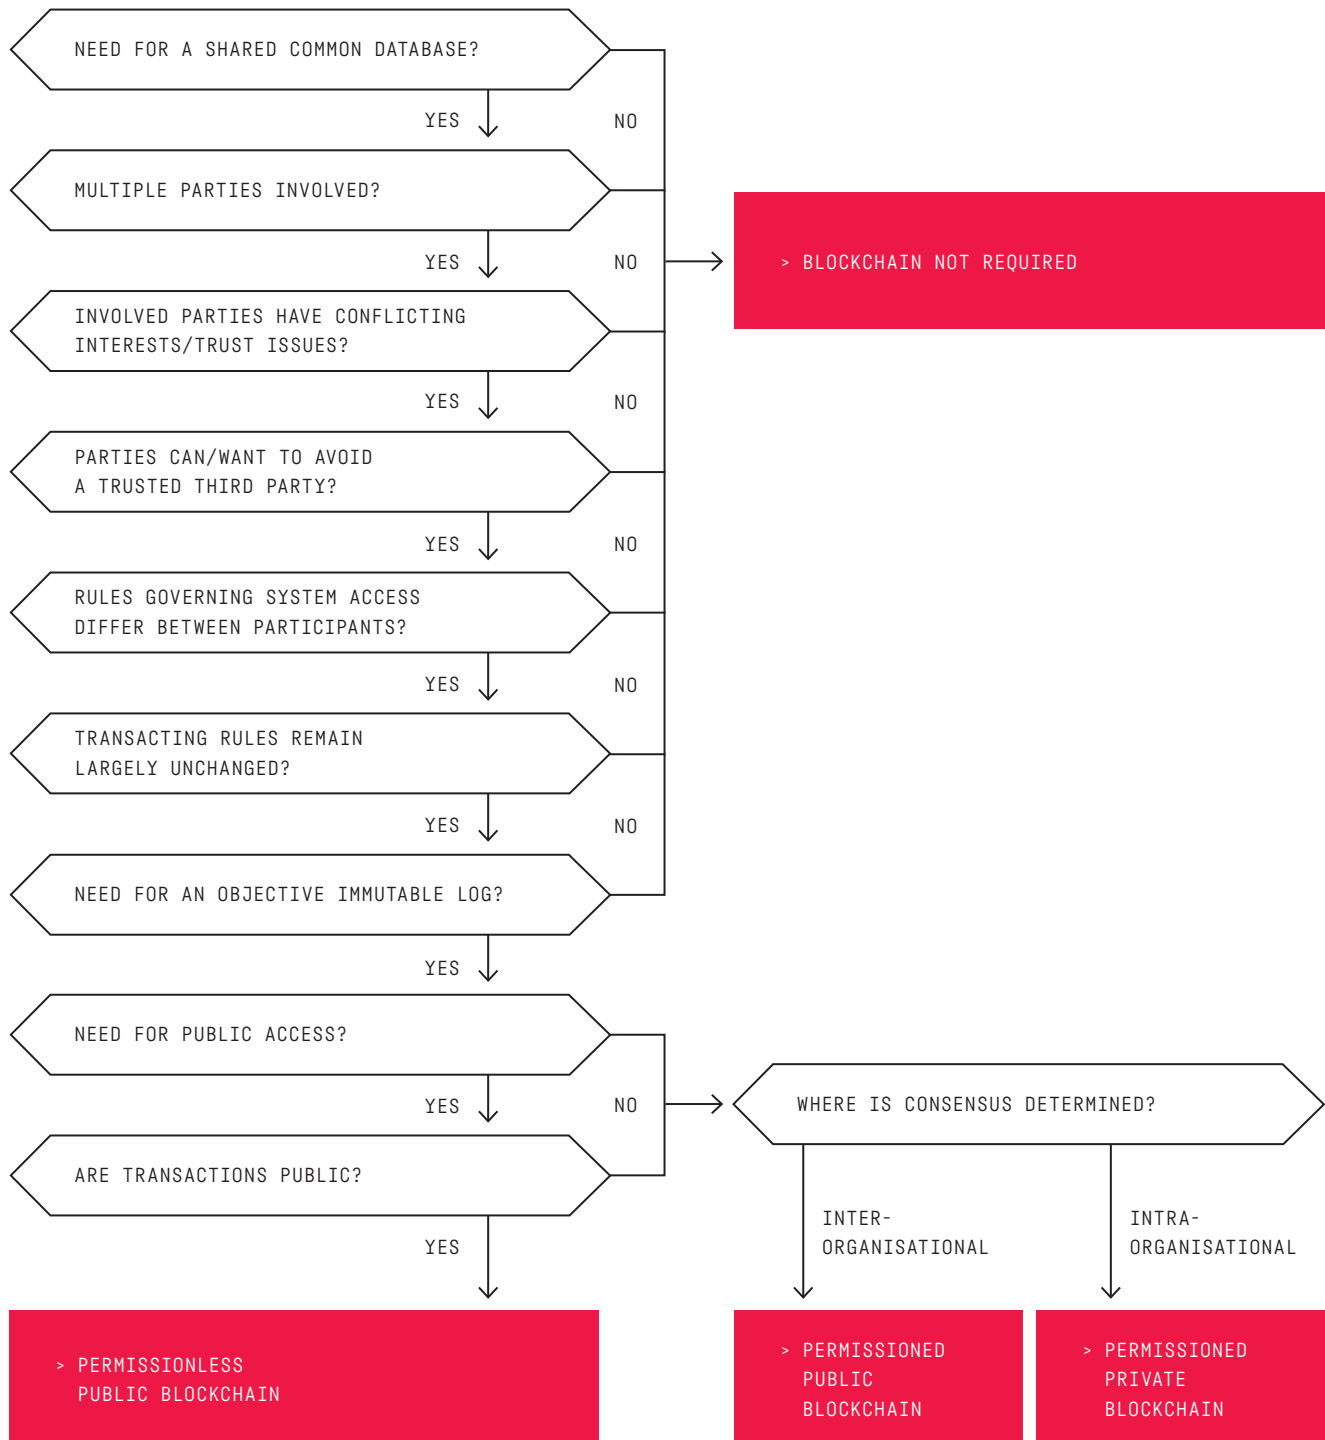 NEED FOR A SHARED COMMON DATABASE?
YES
NO
MULTIPLE PARTIES INVOLVED?
YES
NO
> BLOCKCHAIN NOT REQUIRED
INVOLVED PARTIES HAVE CONFLICTING
INTERESTS/TRUST ISSUES?
YES
NO
PARTIES CAN/WANT TO AVOID
A TRUSTED THIRD PARTY?
YES
NO
RULES GOVERNING SYSTEM ACCESS
DIFFER BETWEEN PARTICIPANTS?
YES
NO
TRANSACTING RULES REMAIN
LARGELY UNCHANGED?
YES
NO
NEED FOR AN OBJECTIVE IMMUTABLE LOG?
YES
NEED FOR PUBLIC ACCESS?
YES
NO
WHERE IS CONSENSUS DETERMINED?
ARE TRANSACTIONS PUBLIC?
YES
INTER-
ORGANISATIONAL
INTRA-
ORGANISATIONAL
> PERMISSIONLESS
PUBLIC BLOCKCHAIN
> PERMISSIONED
PUBLIC
BLOCKCHAIN
> PERMISSIONED
PRIVATE
BLOCKCHAIN